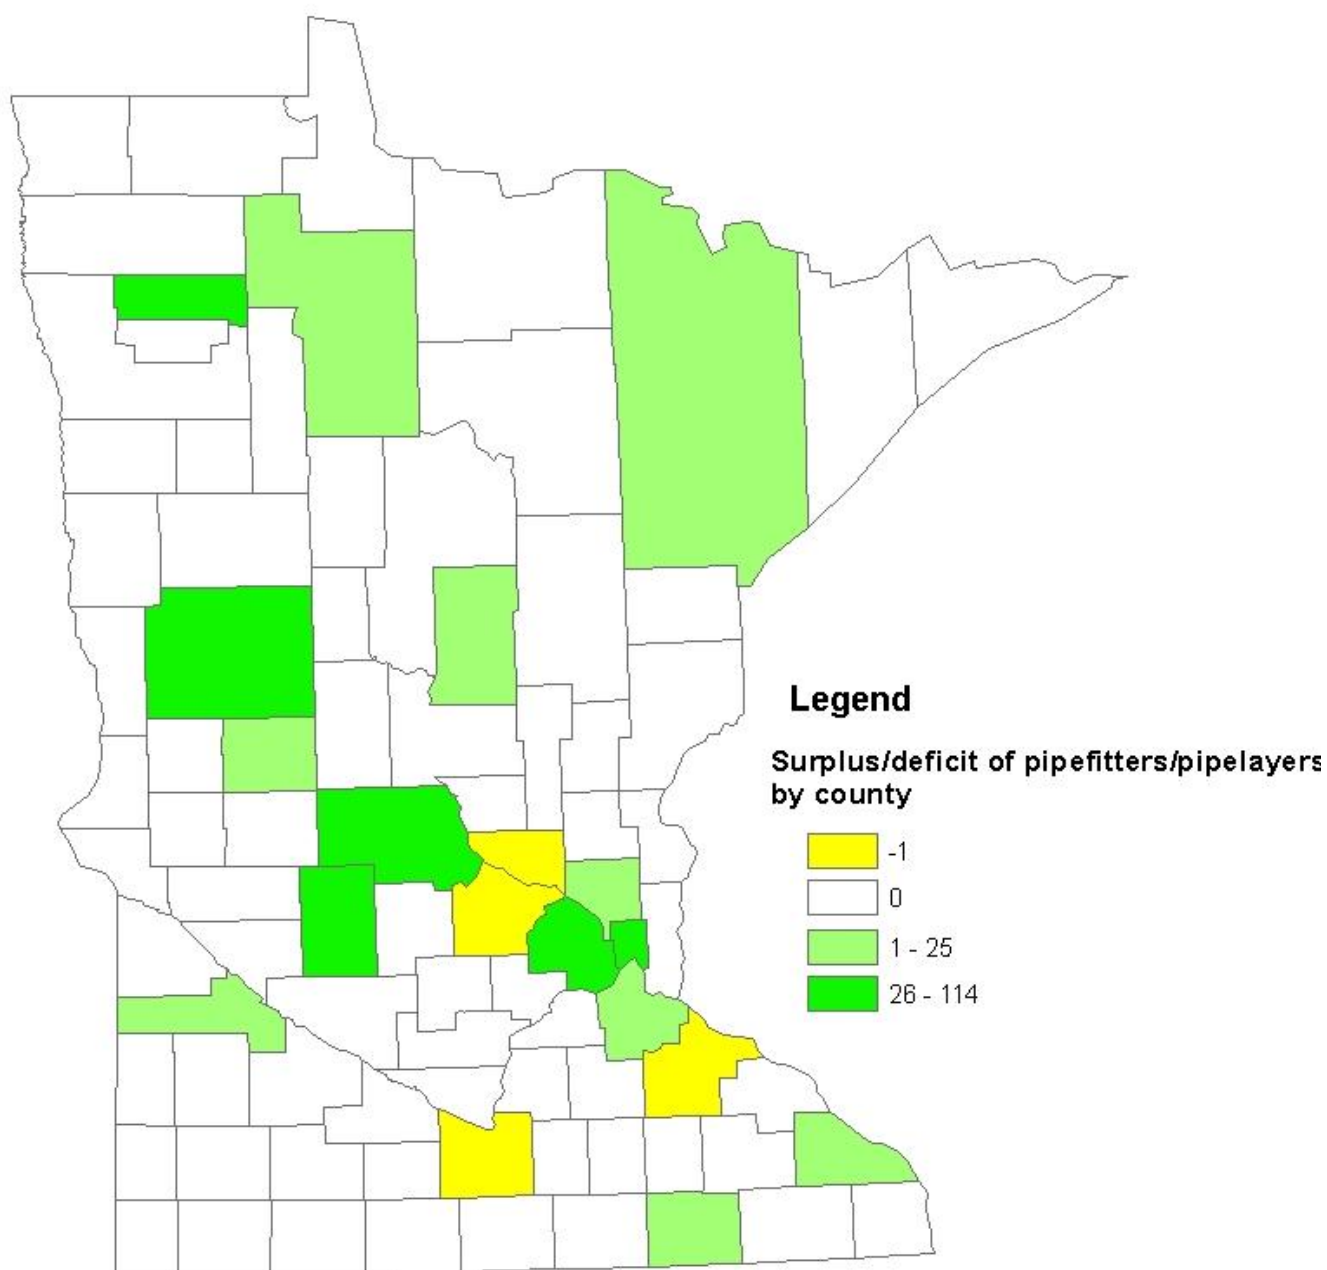 Legend
Surplus/deficit of pipefitters/pipelayers
by county
-1
0
1 - 25
26 - 114